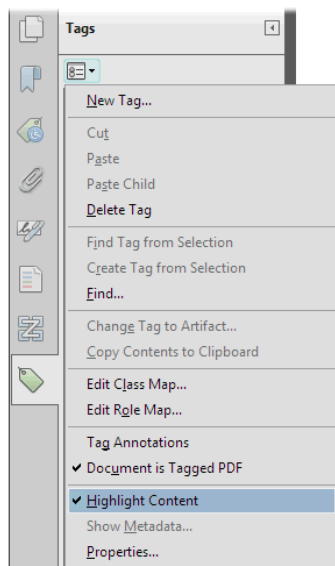 Tags
New Tag...
Cut
Paste
Paste Child
Delete Tag
Find Tag from Selection
Create Tag from Selection
Find...
Change Tag to Artifact...
Copy Contents to Clipboard
Edit Class Map...
Edit Role Map...
Tag Annotations
Document is Tagged PDF
Highlight Content
Show Metadata...
Properties...